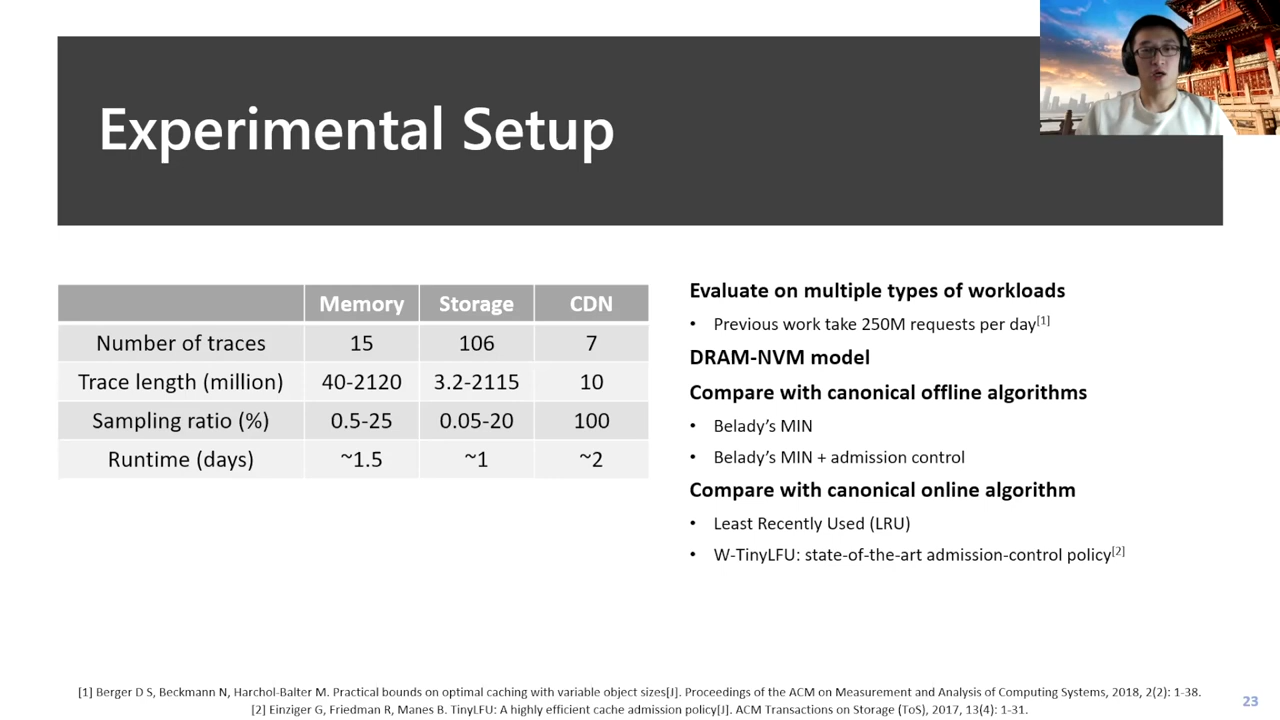 Experimental Setup
Memory Storage CDN
Number of traces 15 106 7
Trace length (million) 40-2120 3.2-2115 10
Sampling ratio (%) 0.5-25 0.05-20 100
Runtime (days) ~1.5 ~1 ~2
Evaluate on multiple types of workloads
• Previous work take 250M requests per day[1]
DRAM-NVM model
Compare with canonical offline algorithms
• Belady’s MIN
• Belady’s MIN + admission control
Compare with canonical online algorithm
• Least Recently Used (LRU)
• W-TinyLFU: state-of-the-art admission-control policy[2]
[1] Berger D S, Beckmann N, Harchol-Balter M. Practical bounds on optimal caching with variable object sizes[J]. Proceedings of the ACM on Measurement and Analysis of Computing Systems, 2018, 2(2): 1-38.
[2] Einziger G, Friedman R, Manes B. TinyLFU: A highly efficient cache admission policy[J]. ACM Transactions on Storage (ToS), 2017, 13(4): 1-31.
23